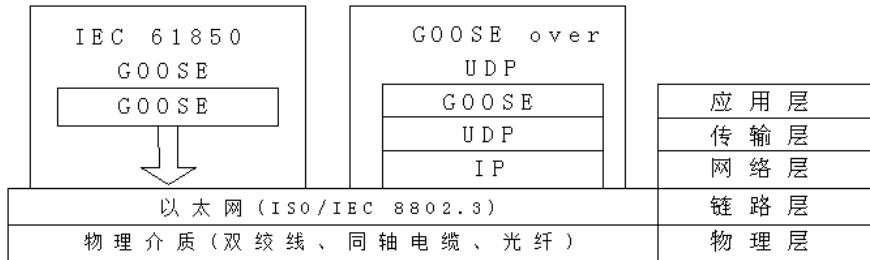 IEC 61850
GOOSE
GOOSE
GOOSE over
UDP
GOOSE
UDP
IP
应用层
传输层
网络层
以太网(ISO/IEC 8802.3)
链路层
物理介质(双绞线、同轴电缆、光纤)
物理层